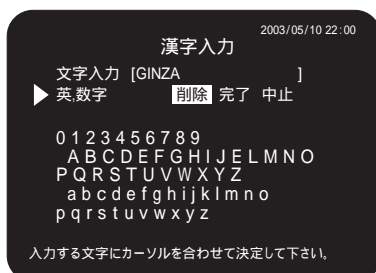 2003/05/10 22:00
漢字入力
文字入力 [GINZA ]
英,数字 削除 完了 中止
0 1 2 3 4 5 6 7 8 9
A B C D E F G H I J E L M N O
P Q R S T U V W X Y Z
a b c d e f g h i j k l m n o
p q r s t u v w x y z
入力する文字にカーソルを合わせて決定して下さい。